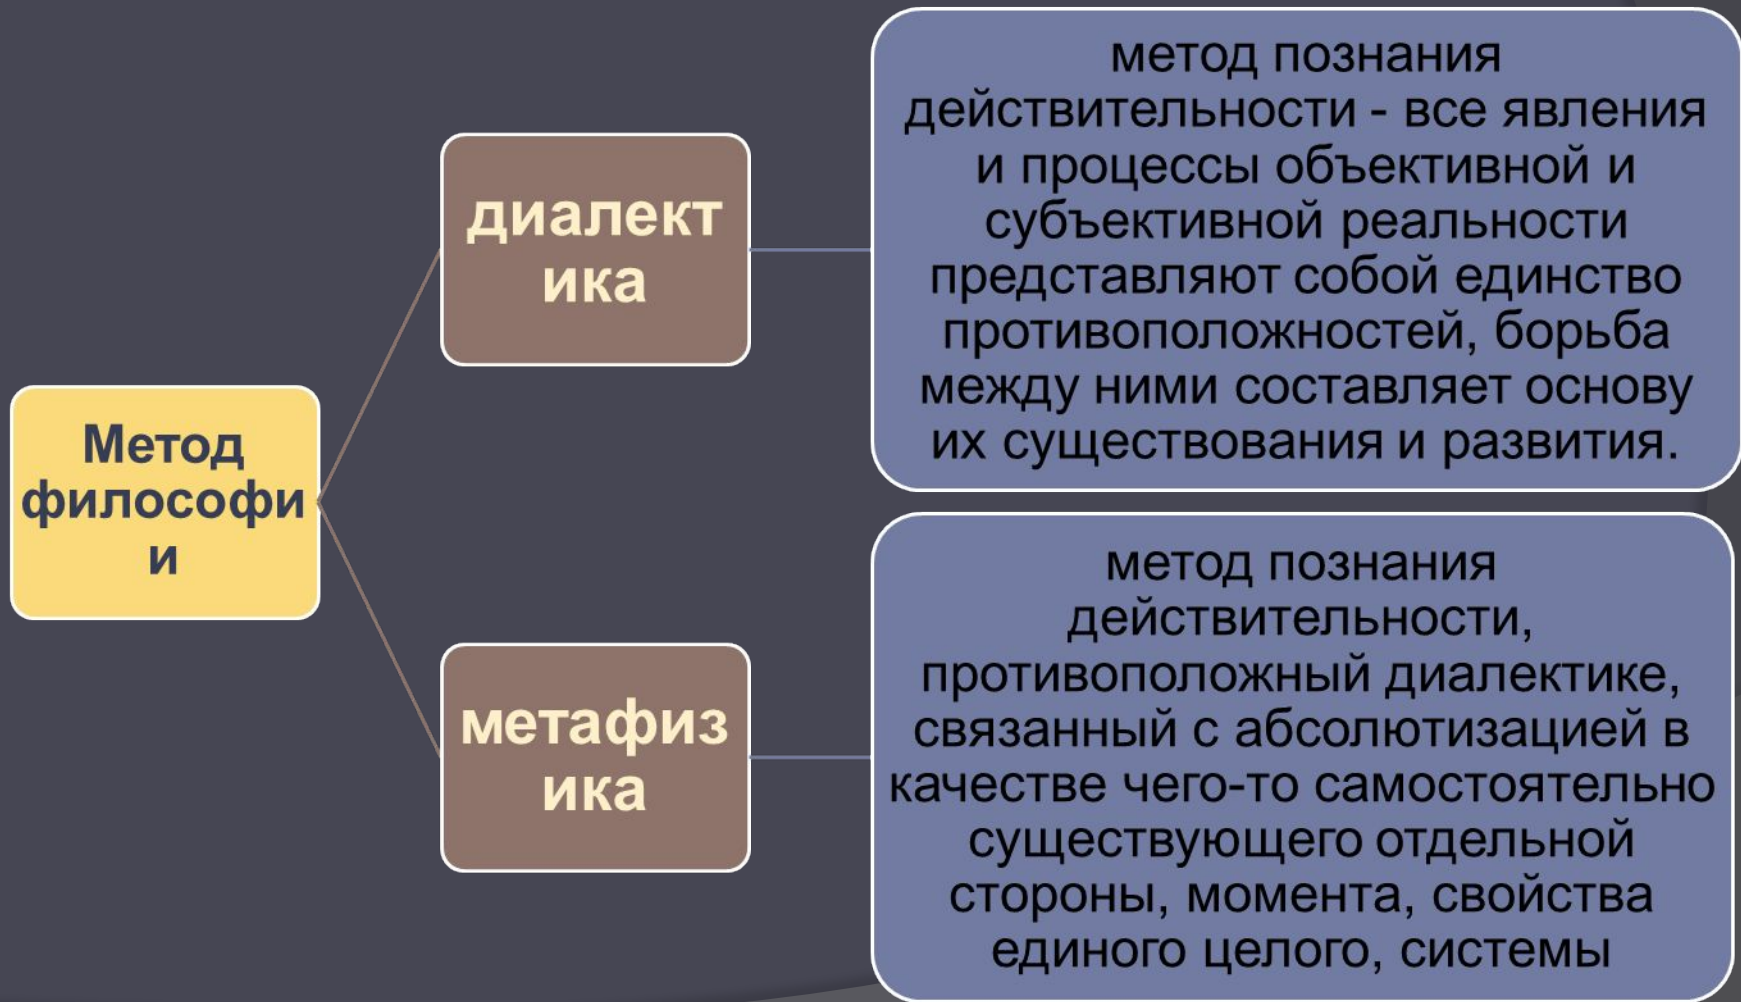 Метод
философи
и
диалект
ика
метод познания
действительности - все явления
и процессы объективной и
субъективной реальности
представляют собой единство
противоположностей, борьба
между ними составляет основу
их существования и развития.
метафиз
ика
метод познания
действительности,
противоположный диалектике,
связанный с абсолютизацией в
качестве чего-то самостоятельно
существующего отдельной
стороны, момента, свойства
единого целого, системы